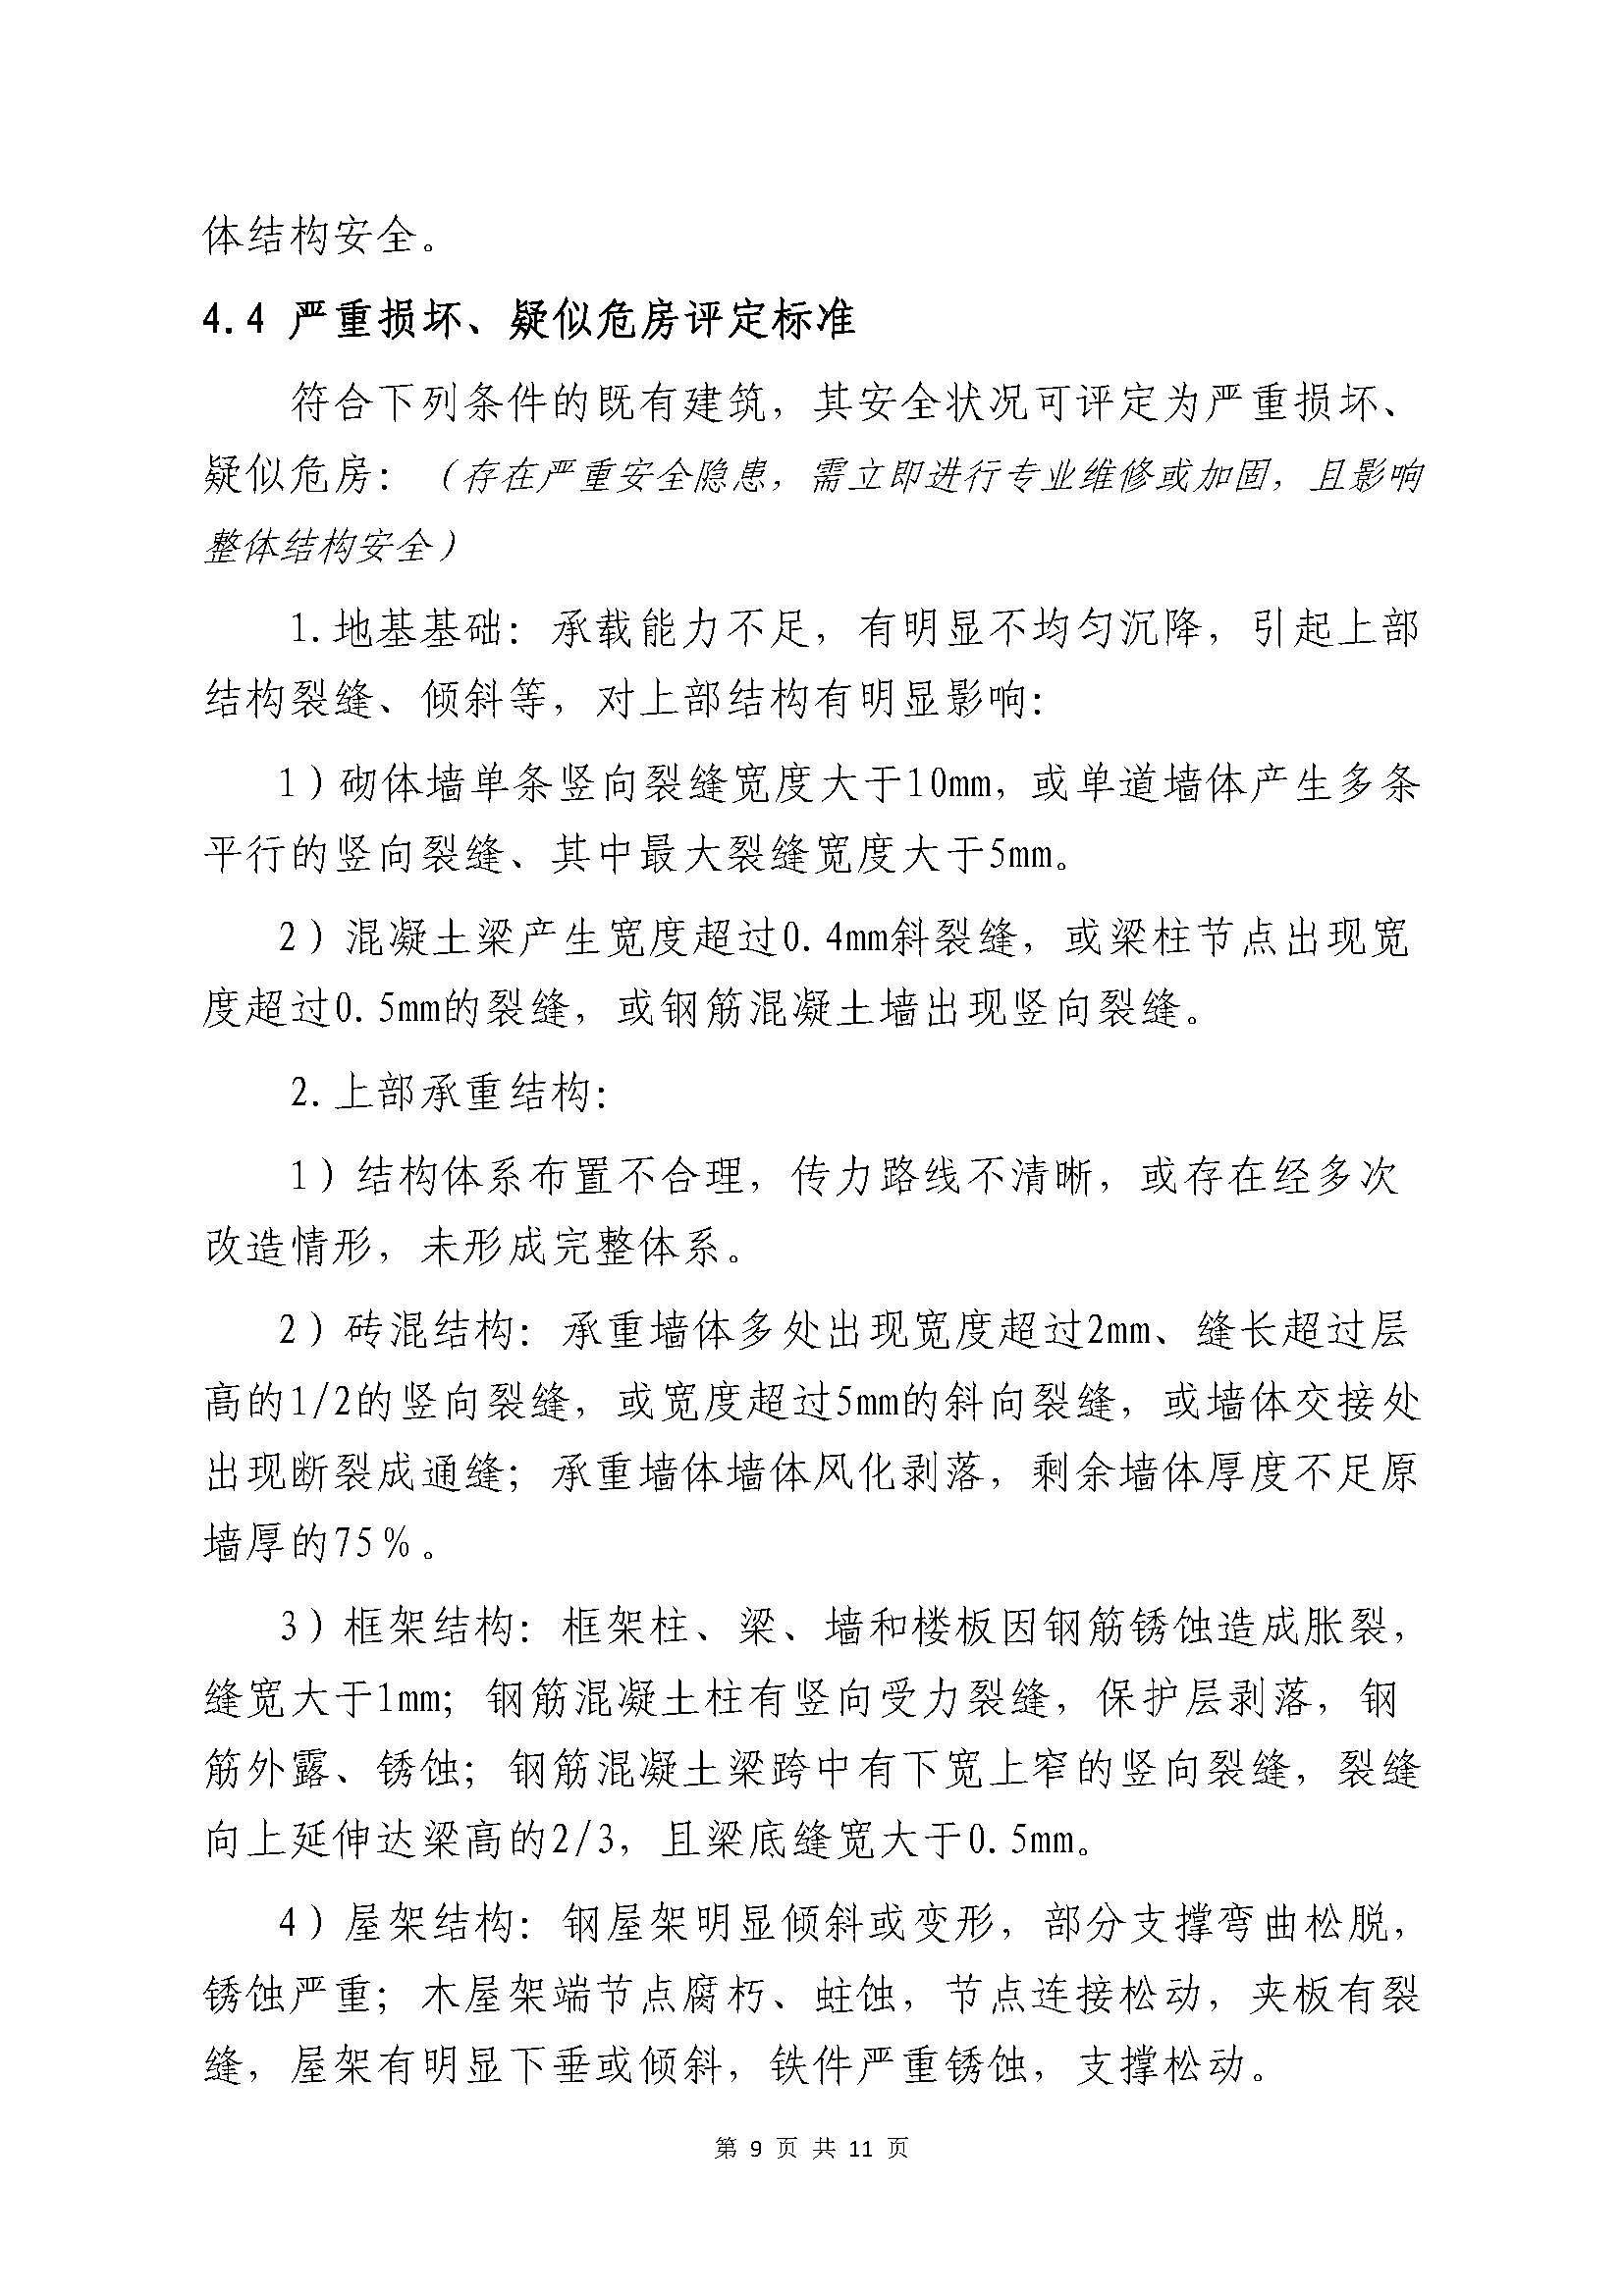 体结构安全。
4.4 严重损坏、疑似危房评定标准
符合下列条件的既有建筑，其安全状况可评定为严重损坏、
疑似危房：（存在严重安全隐患，需立即进行专业维修或加固，且影响
整体结构安全）
1.地基基础：承载能力不足，有明显不均匀沉降，引起上部
结构裂缝、倾斜等，对上部结构有明显影响：
1）砌体墙单条竖向裂缝宽度大于10mm，或单道墙体产生多条
平行的竖向裂缝、其中最大裂缝宽度大于5mm。
2）混凝土梁产生宽度超过0.4mm斜裂缝，或梁柱节点出现宽
度超过0.5mm的裂缝，或钢筋混凝土墙出现竖向裂缝。
2.上部承重结构：
1）结构体系布置不合理，传力路线不清晰，或存在经多次
改造情形，未形成完整体系。
2）砖混结构：承重墙体多处出现宽度超过2mm、缝长超过层
高的1/2的竖向裂缝，或宽度超过5mm的斜向裂缝，或墙体交接处
出现断裂成通缝；承重墙体墙体风化剥落，剩余墙体厚度不足原
墙厚的75％。
3）框架结构：框架柱、梁、墙和楼板因钢筋锈蚀造成胀裂，
缝宽大于1mm；钢筋混凝土柱有竖向受力裂缝，保护层剥落，钢
筋外露、锈蚀；钢筋混凝土梁跨中有下宽上窄的竖向裂缝，裂缝
向上延伸达梁高的2/3，且梁底缝宽大于0.5mm。
4）屋架结构：钢屋架明显倾斜或变形，部分支撑弯曲松脱，
锈蚀严重；木屋架端节点腐朽、蛀蚀，节点连接松动，夹板有裂
缝，屋架有明显下垂或倾斜，铁件严重锈蚀，支撑松动。
第 9 页 共 11 页